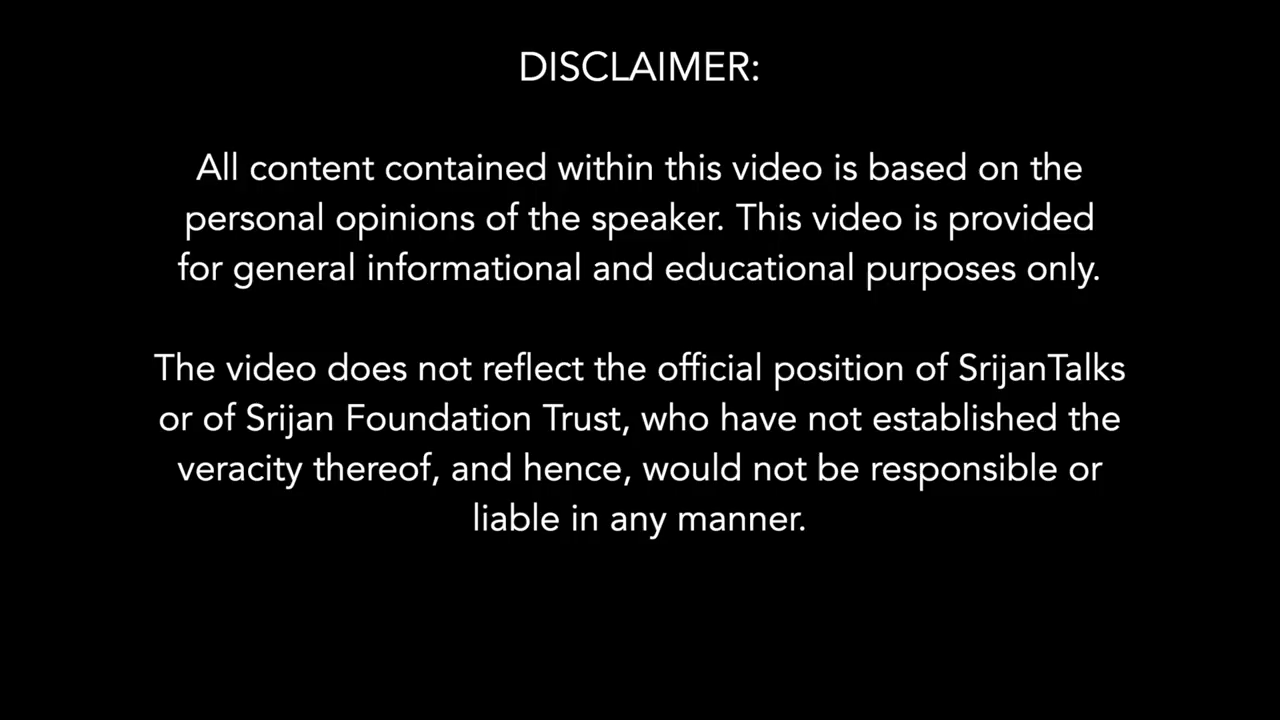 DISCLAIMER:
All content contained within this video is based on the
personal opinions of the speaker. This video is provided
for general informational and educational purposes only.
The video does not reflect the official position of SrijanTalks
or of Srijan Foundation Trust, who have not established the
veracity thereof, and hence, would not be responsible or
liable in any manner.